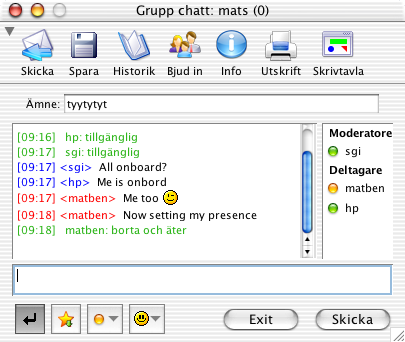 Grupp chatt: mats (0)
Skicka Spara Historik Bjud in Info Utskrift Skrivtavla
Ämne: tyytytyt
[09:16] hp: tillgänglig
[09:17] sgi: tillgänglig
[09:17] <sgi> All onboard?
[09:17] <hp> Me is onbord
[09:17] <matben> Me too
[09:18] <matben> Now setting my presence
[09:18] matben: borta och äter
Moderatore
sgi
Deltagare
matben
hp
Exit Skicka